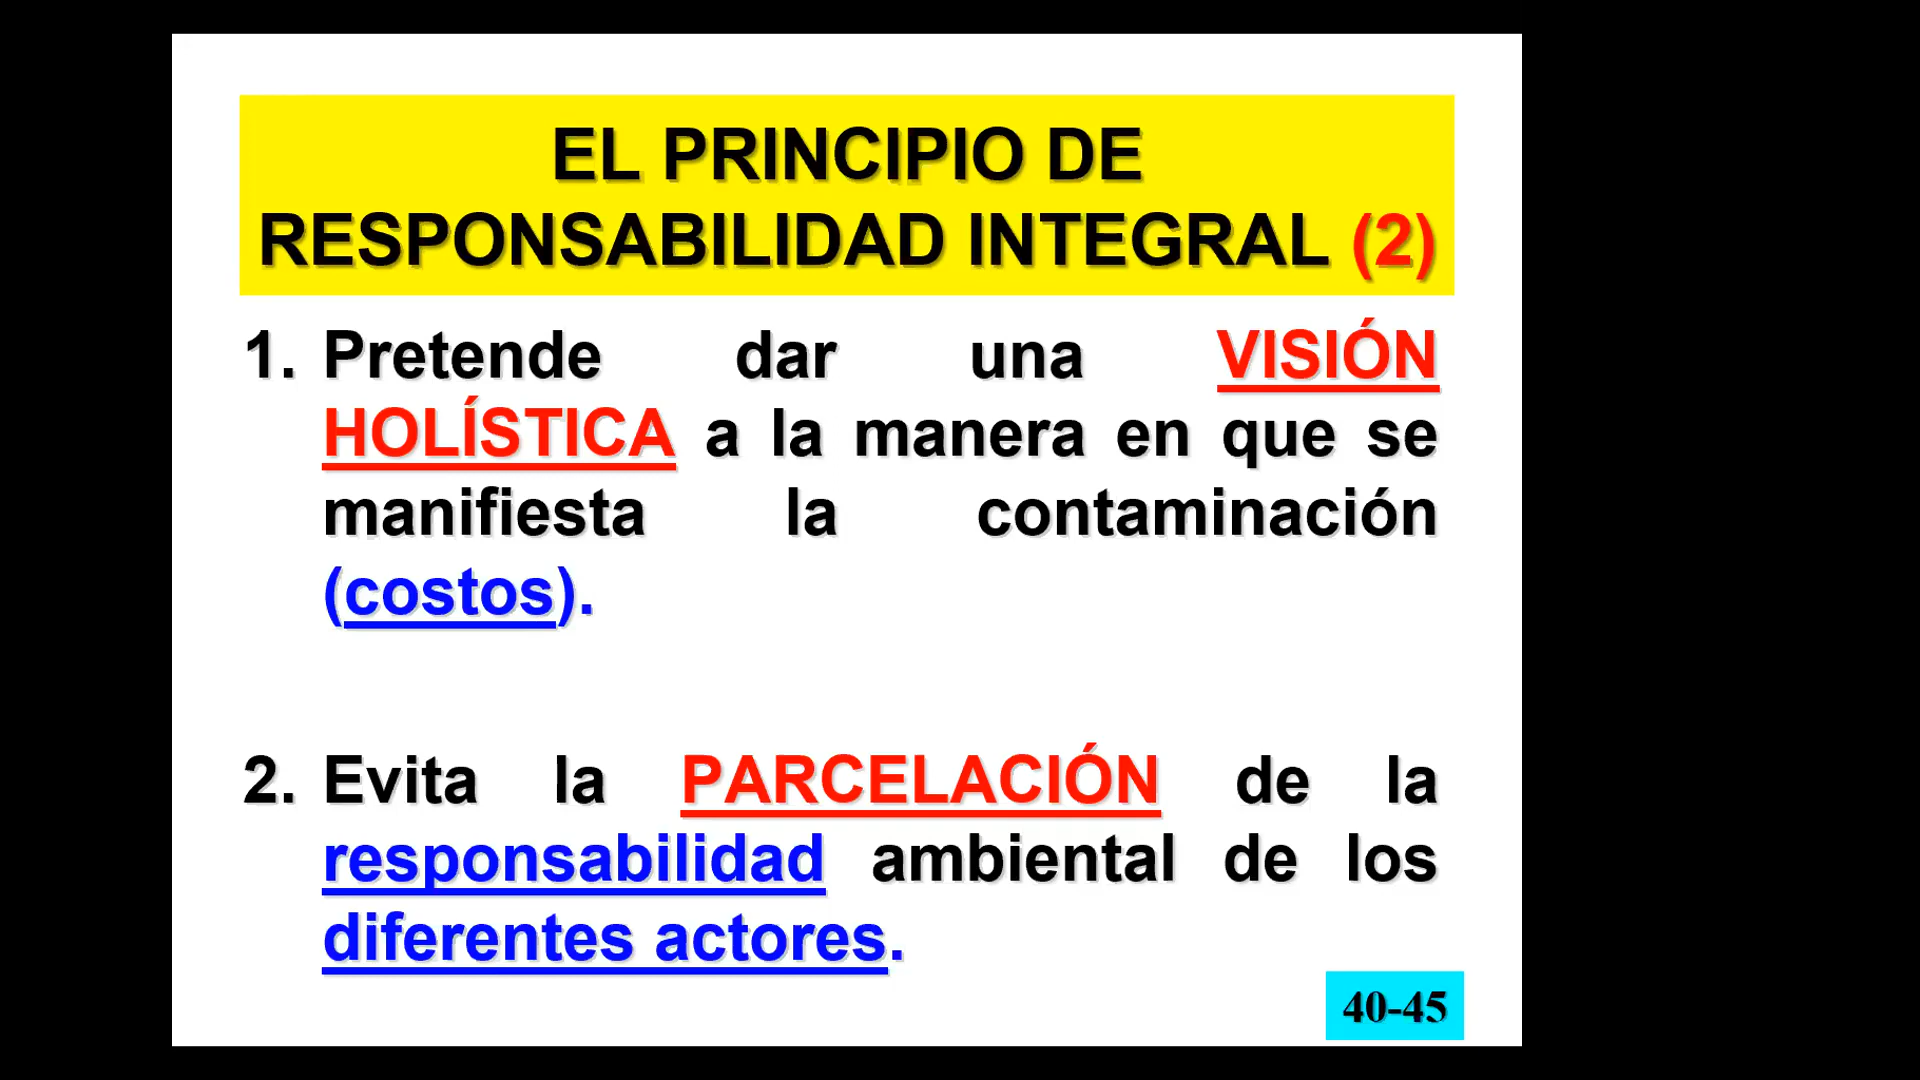 EL PRINCIPIO DE
RESPONSABILIDAD INTEGRAL (2)
1. Pretende dar una VISIÓN
HOLÍSTICA a la manera en que se
manifiesta la contaminación
(costos).
2. Evita la PARCELACIÓN de la
responsabilidad ambiental de los
diferentes actores.
40-45